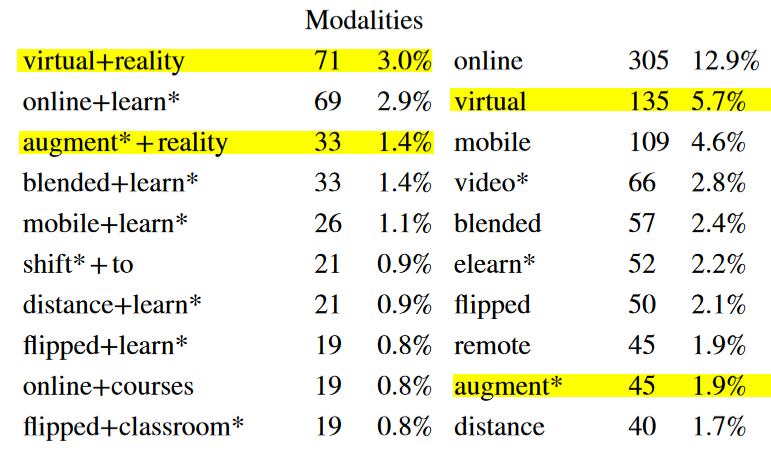 Modalities
virtual+reality 71 3.0% online 305 12.9%
online+learn* 69 2.9% virtual 135 5.7%
augment*+reality 33 1.4% mobile 109 4.6%
blended+learn* 33 1.4% video* 66 2.8%
mobile+learn* 26 1.1% blended 57 2.4%
shift*+to 21 0.9% elearn* 52 2.2%
distance+learn* 21 0.9% flipped 50 2.1%
flipped+learn* 19 0.8% remote 45 1.9%
online+courses 19 0.8% augment* 45 1.9%
flipped+classroom* 19 0.8% distance 40 1.7%